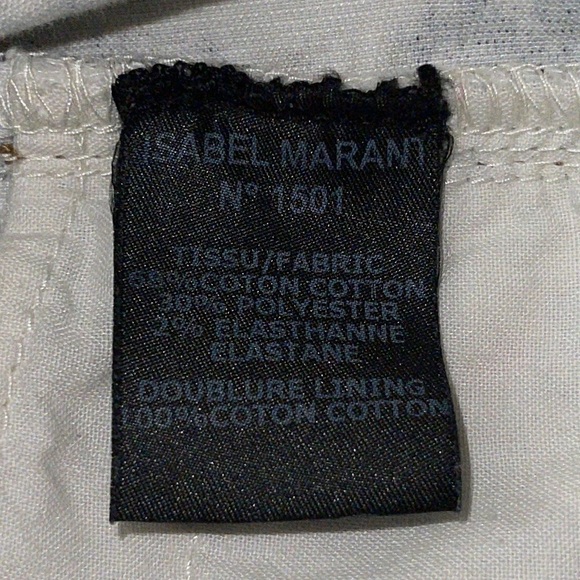 ISABEL MARANT
N° 1501
TISSU/FABRIC
68%COTON COTTON
30% POLYESTER
2% ELASTHANNE
ELASTANE
DOUBLURE LINING
100%COTON COTTON